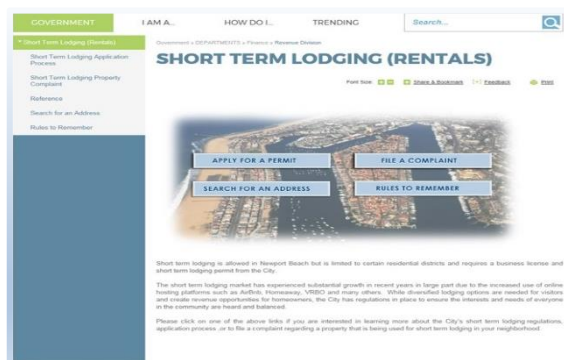 GOVERNMENT
I AM A...
HOW DO I...
TRENDING
Search...
Short Term Lodging (Rentals)
Short Term Lodging Application
Process
Short Term Lodging Property
Complaint
Reference
Search for an Address
Rules to Remember
Government » DEPARTMENTS » Finance » Revenue Division
SHORT TERM LODGING (RENTALS)
Font Size: Share & Bookmark Feedback Print
APPLY FOR A PERMIT
FILE A COMPLAINT
SEARCH FOR AN ADDRESS
RULES TO REMEMBER
Short term lodging is allowed in Newport Beach but is limited to certain residential districts and requires a business license and
short term lodging permit from the City.
The short term lodging market has experienced substantial growth in recent years in large part due to the increased use of online
hosting platforms such as AirBnb, Homeaway, VRBO and many others. While diversified lodging options are needed for visitors
and create revenue opportunities for homeowners, the City has regulations in place to ensure the interests and needs of everyone
in the community are heard and balanced.
Please click on one of the above links if you are interested in learning more about the City's short term lodging regulations,
application process ,or to file a complaint regarding a property that is being used for short term lodging in your neighborhood.